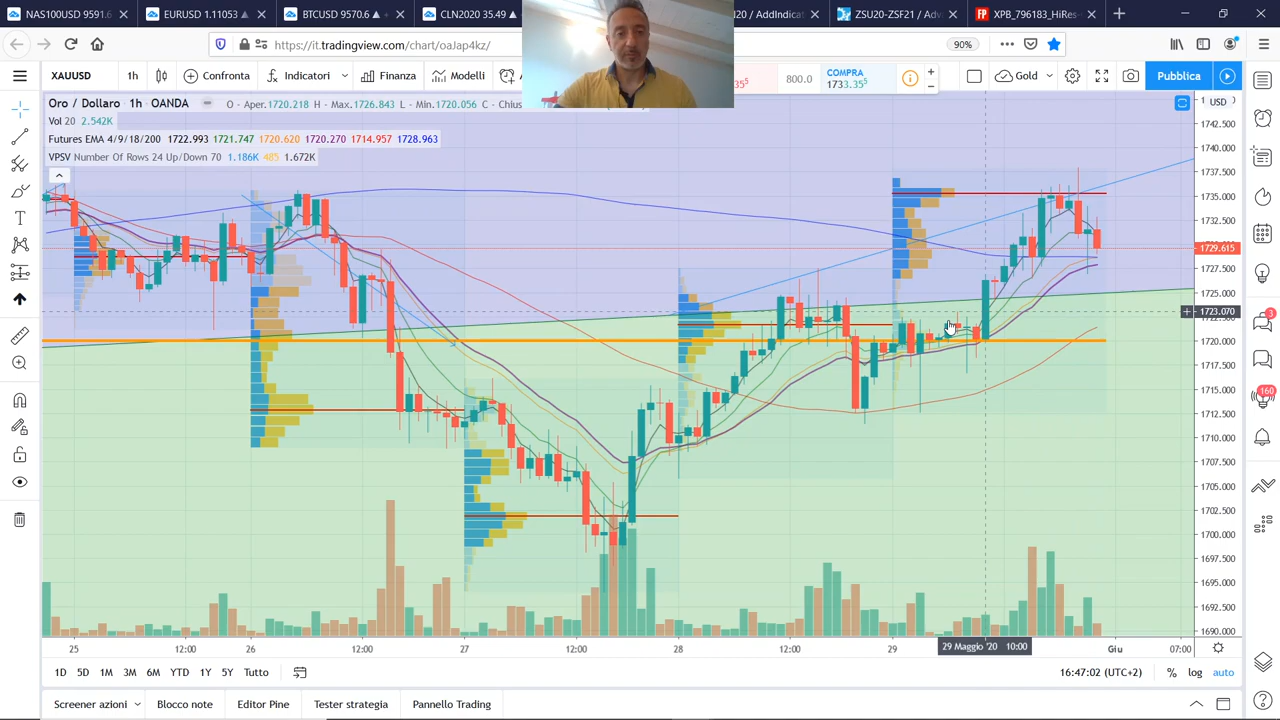 NAS100USD 9591.6
EURUSD 1.11053
BTCUSD 9570.6
CLN2020 35.49
20 / AddIndicat
ZSU20-ZSF21 / Adv
XPB_796183_HiRes
https://it.tradingview.com/chart/oaJap4kz/
90%
XAUUSD
1h
Confronta
Indicatori
Finanza
Modelli
800.0
COMPRA
1733.355
Gold
Pubblica
Oro / Dollaro 1h OANDA
O - Aper. 1720.218 H - Mass. 1726.843 L - Min. 1720.056 C - Chius
Vol 20 2.542K
Futures EMA 4/9/18/200 1722.993 1721.747 1720.620 1720.270 1714.957 1728.963
VPSV Number Of Rows 24 Up/Down 70 1.186K 485 1.672K
USD
1742.500
1740.000
1737.500
1735.000
1732.500
1729.615
1727.500
1725.000
1723.070
1720.000
1717.500
1715.000
1712.500
1710.000
1707.500
1705.000
1702.500
1700.000
1697.500
1695.000
1692.500
1690.000
3
160
25
12:00
26
12:00
27
12:00
28
12:00
29
29 Maggio '20 10:00
Giu
07:00
1D 5D 1M 3M 6M YTD 1Y 5Y Tutto
16:47:02 (UTC+2)
% log auto
Screener azioni
Blocco note
Editor Pine
Tester strategia
Pannello Trading